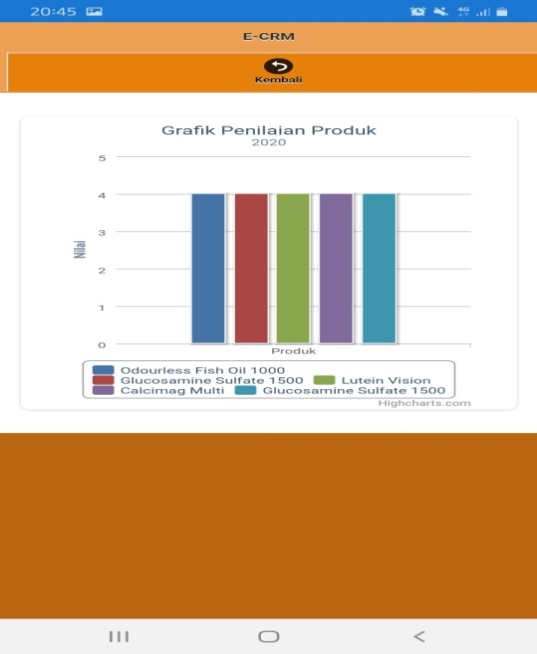 20:45
4G
E-CRM
Kembali
Grafik Penilaian Produk
2020
5
4
3
2
1
0
Nilai
Produk
Odourless Fish Oil 1000
Glucosamine Sulfate 1500 Lutein Vision
Calcimag Multi Glucosamine Sulfate 1500
Highcharts.com